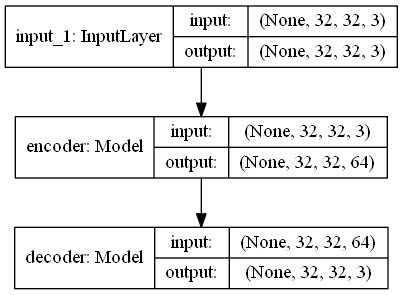 input_1: InputLayer
input: (None, 32, 32, 3)
output: (None, 32, 32, 3)
encoder: Model
input: (None, 32, 32, 3)
output: (None, 32, 32, 64)
decoder: Model
input: (None, 32, 32, 64)
output: (None, 32, 32, 3)